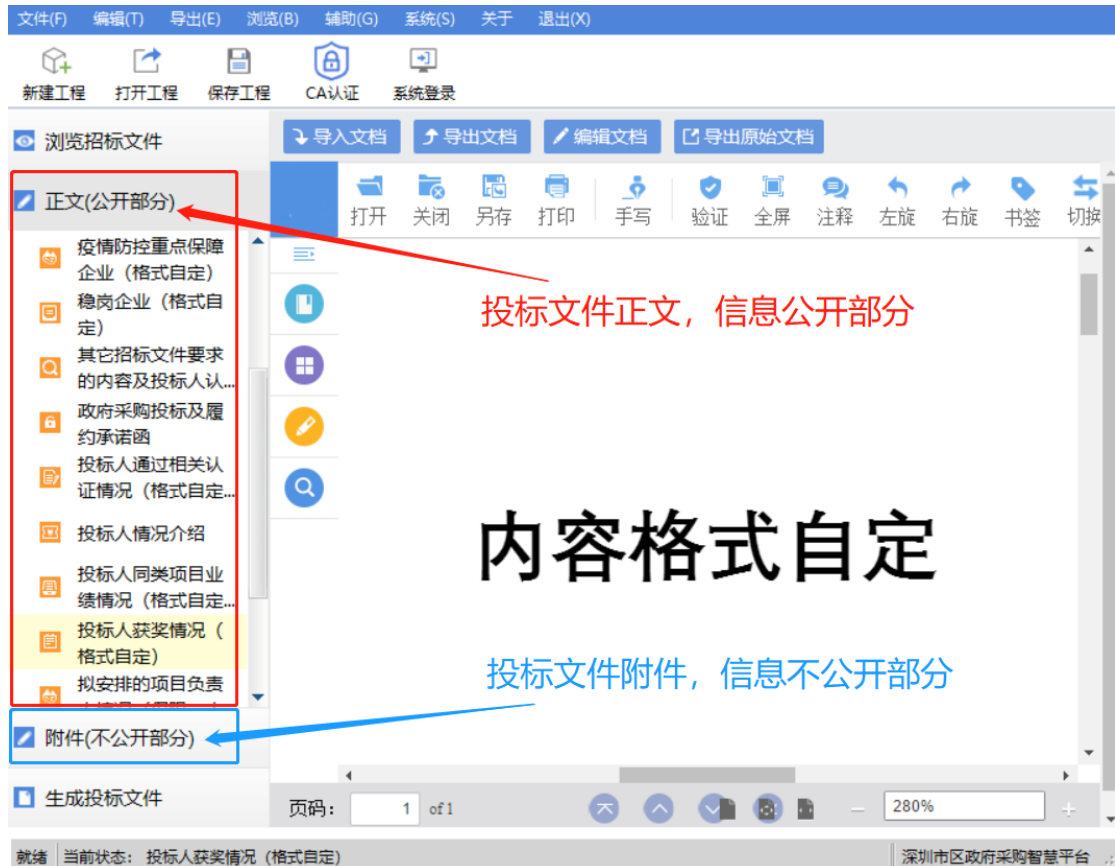 文件(F) 编辑(T) 导出(E) 浏览(B) 辅助(G) 系统(S) 关于 退出(X)
新建工程 打开工程 保存工程 CA认证 系统登录
浏览招标文件
导入文档 导出文档 编辑文档 导出原始文档
正文(公开部分)
打开 关闭 另存 打印 手写 验证 全屏 注释 左旋 右旋 书签 切换
疫情防控重点保障
企业（格式自定）
稳岗企业（格式自
定）
其它招标文件要求
的内容及投标人认...
政府采购投标及履
约承诺函
投标人通过相关认
证情况（格式自定...
投标人情况介绍
投标人同类项目业
绩情况（格式自定...
投标人获奖情况（
格式自定）
拟安排的项目负责
投标文件正文，信息公开部分
内容格式自定
投标文件附件，信息不公开部分
附件(不公开部分)
生成投标文件
页码： 1 of 1 280%
就绪 当前状态： 投标人获奖情况（格式自定） 深圳市区政府采购智慧平台